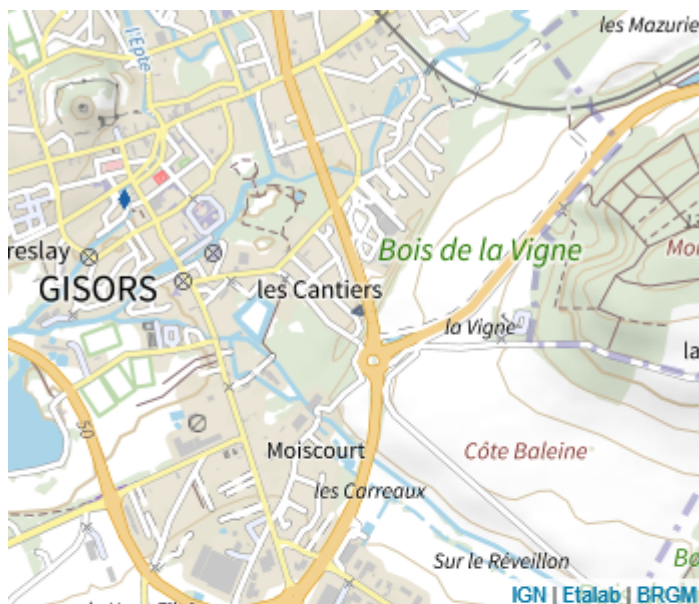 les Mazurie
l'Epte
reslay
Bois de la Vigne
Mon
GISORS
les Cantiers
la Vigne
la
50
Moiscourt
Côte Baleine
les Carreaux
Sur le Réveillon
Bo
IGN | Etalab | BRGM